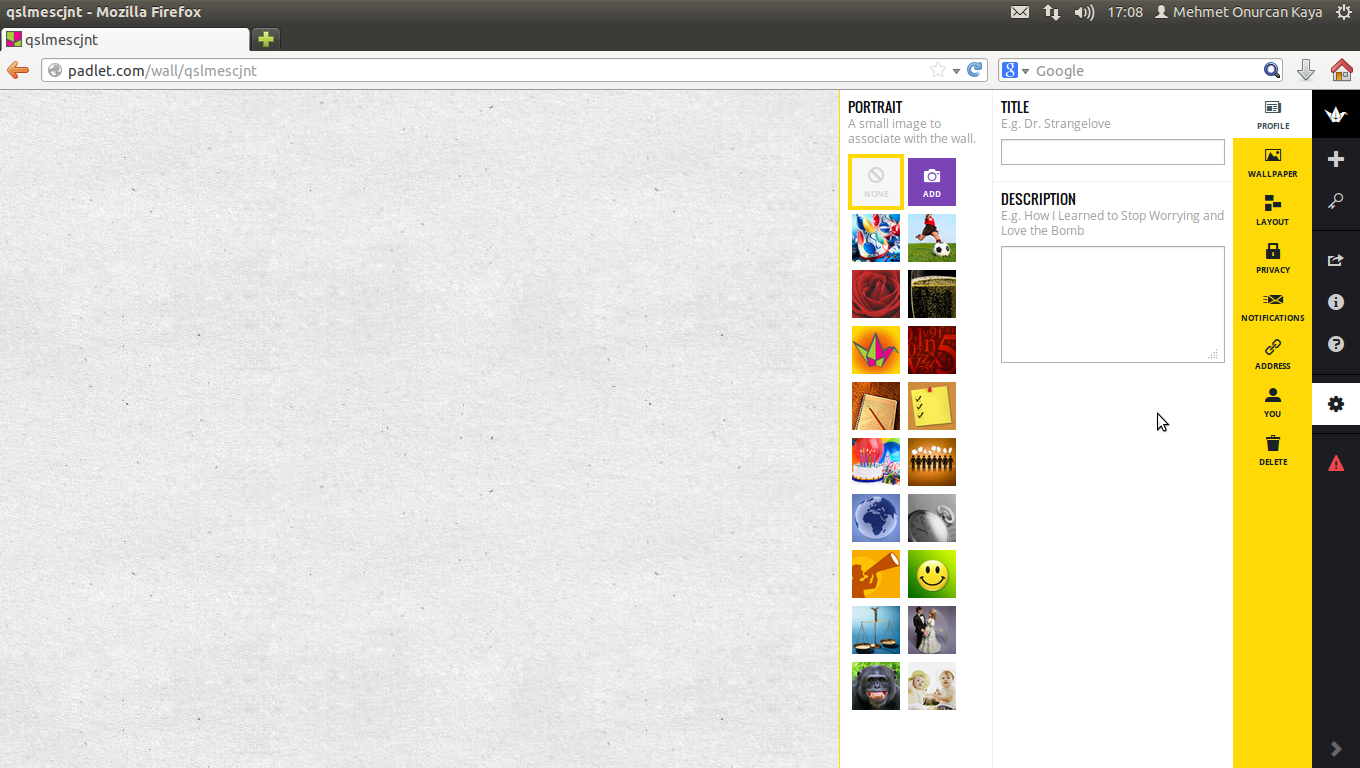 qslmescjnt - Mozilla Firefox
17:08
Mehmet Onurcan Kaya
qslmescjnt
padlet.com/wall/qslmescjnt
Google
PORTRAIT
A small image to
associate with the wall.
NONE
ADD
TITLE
E.g. Dr. Strangelove
DESCRIPTION
E.g. How I Learned to Stop Worrying and
Love the Bomb
PROFILE
WALLPAPER
LAYOUT
PRIVACY
NOTIFICATIONS
ADDRESS
YOU
DELETE